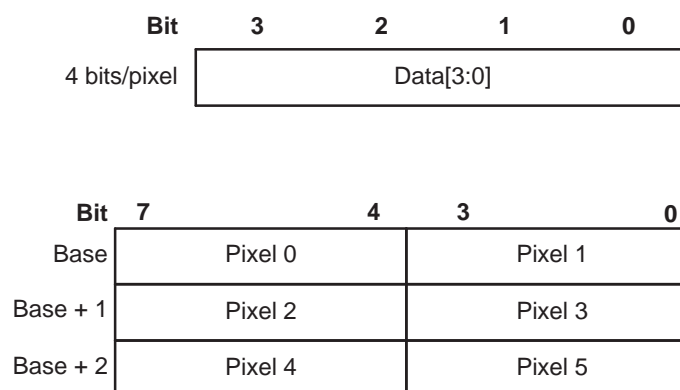 Bit 3 2 1 0
4 bits/pixel Data[3:0]
Bit 7 4 3 0
Base Pixel 0 Pixel 1
Base + 1 Pixel 2 Pixel 3
Base + 2 Pixel 4 Pixel 5